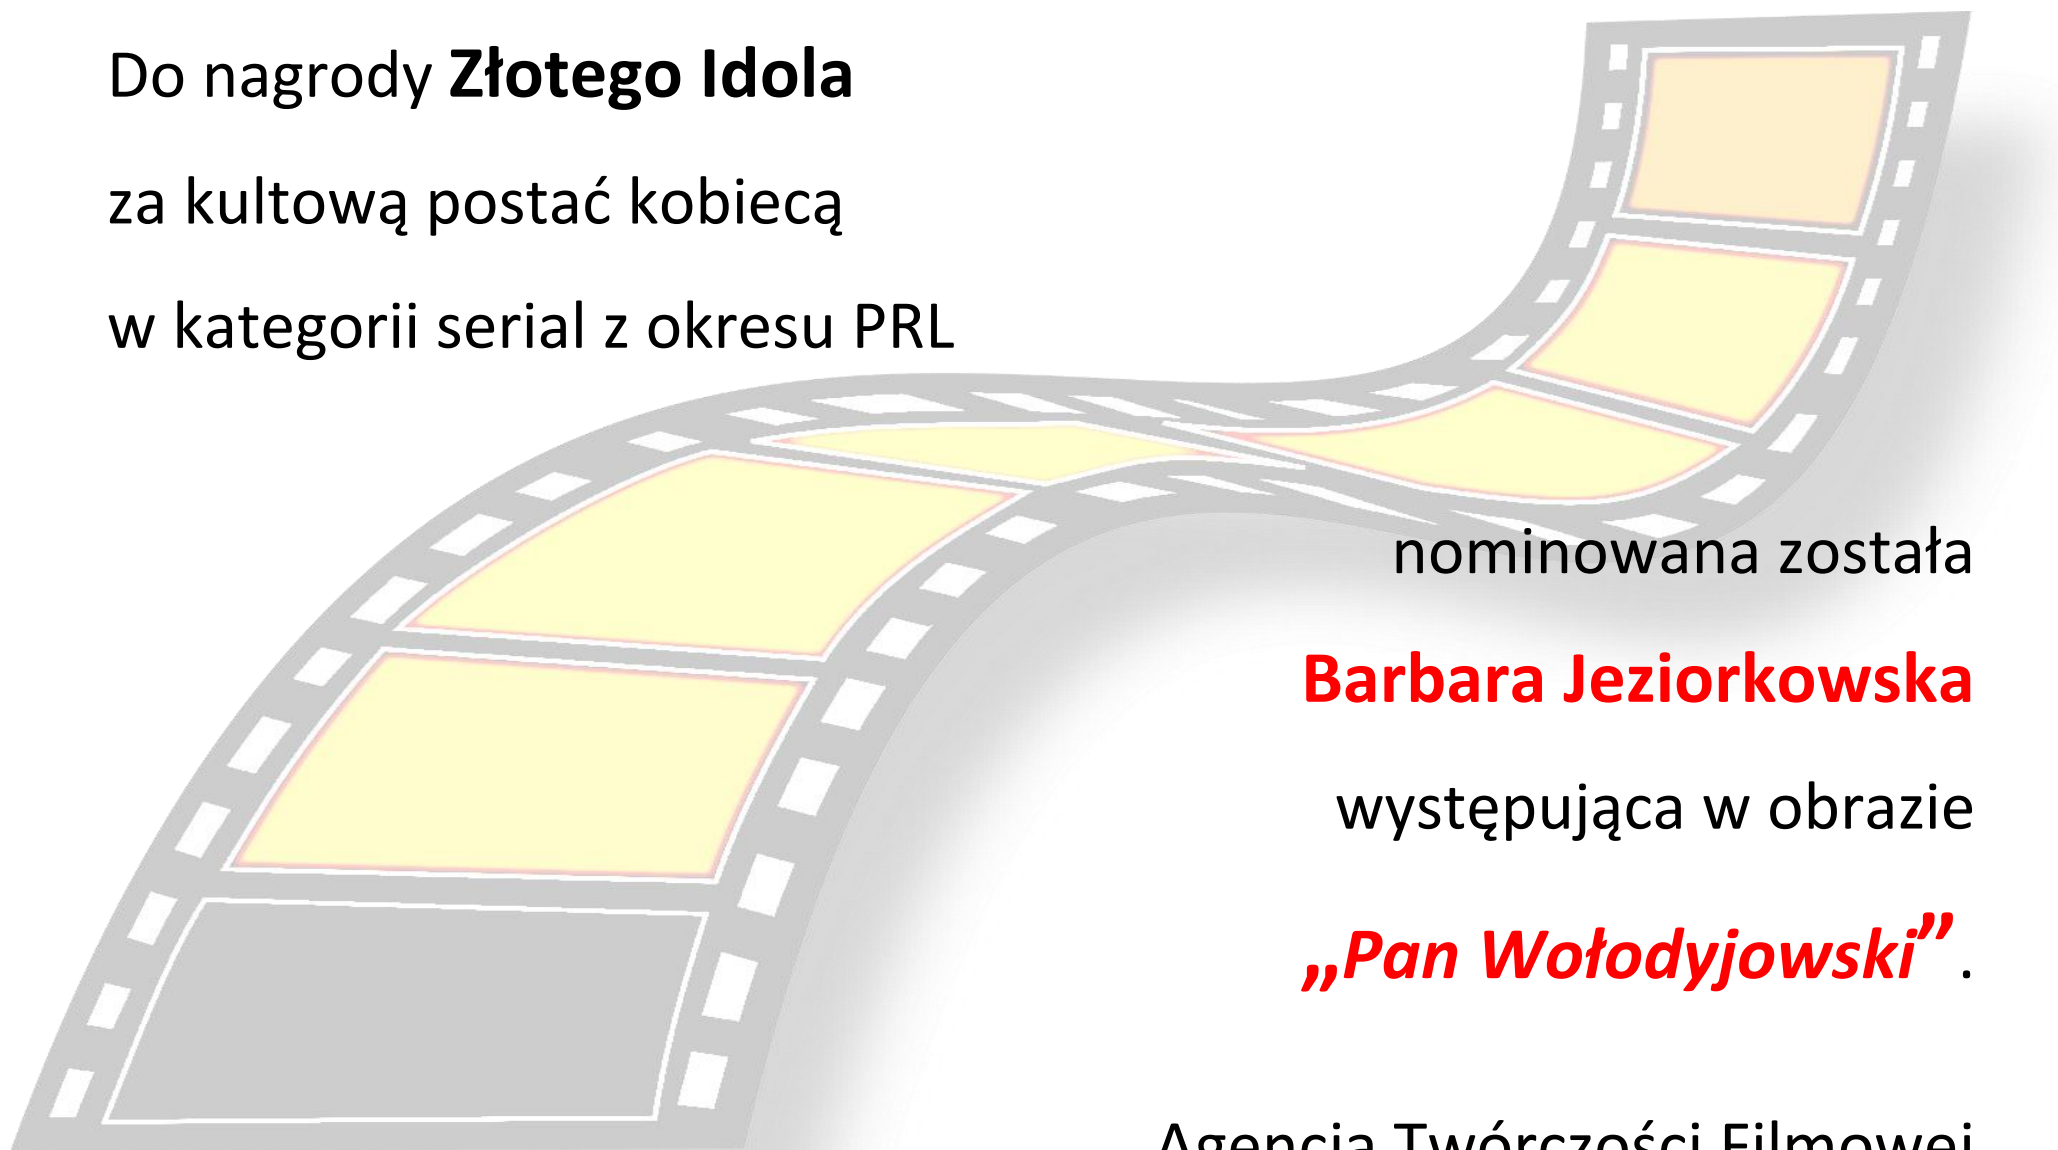 Do nagrody Złotego Idola
za kultową postać kobiecą
w kategorii serial z okresu PRL
nominowana została
Barbara Jeziorkowska
występująca w obrazie
„Pan Wołodyjowski” .
Agencja Twórczości Filmowej